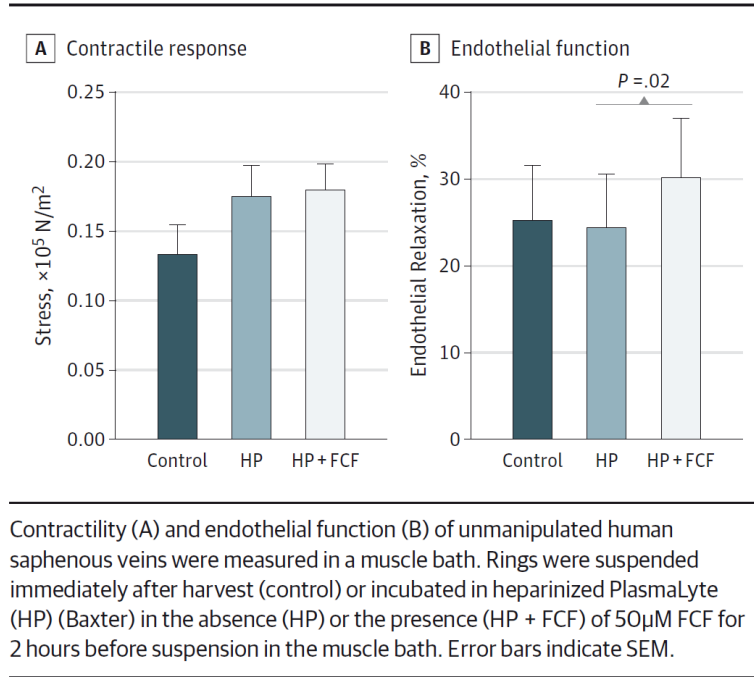 A Contractile response
0.25
0.20
0.15
0.10
0.05
0.00
Stress, ×10⁵ N/m²
Control HP HP + FCF
B Endothelial function
P = .02
40
30
20
10
0
Endothelial Relaxation, %
Control HP HP + FCF
Contractility (A) and endothelial function (B) of unmanipulated human
saphenous veins were measured in a muscle bath. Rings were suspended
immediately after harvest (control) or incubated in heparinized PlasmaLyte
(HP) (Baxter) in the absence (HP) or the presence (HP + FCF) of 50μM FCF for
2 hours before suspension in the muscle bath. Error bars indicate SEM.